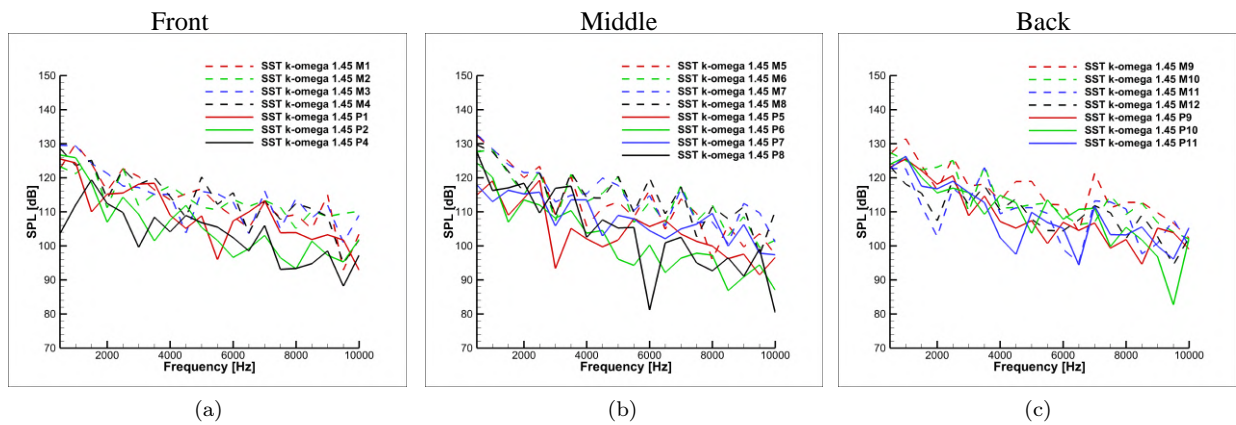 Front
150
140
130
120
110
100
90
80
70
SPL [dB]
2000 4000 6000 8000 10000
Frequency [Hz]
SST k-omega 1.45 M1
SST k-omega 1.45 M2
SST k-omega 1.45 M3
SST k-omega 1.45 M4
SST k-omega 1.45 P1
SST k-omega 1.45 P2
SST k-omega 1.45 P4
(a)
Middle
150
140
130
120
110
100
90
80
70
SPL [dB]
2000 4000 6000 8000 10000
Frequency [Hz]
SST k-omega 1.45 M5
SST k-omega 1.45 M6
SST k-omega 1.45 M7
SST k-omega 1.45 M8
SST k-omega 1.45 P5
SST k-omega 1.45 P6
SST k-omega 1.45 P7
SST k-omega 1.45 P8
(b)
Back
150
140
130
120
110
100
90
80
70
SPL [dB]
2000 4000 6000 8000 10000
Frequency [Hz]
SST k-omega 1.45 M9
SST k-omega 1.45 M10
SST k-omega 1.45 M11
SST k-omega 1.45 M12
SST k-omega 1.45 P9
SST k-omega 1.45 P10
SST k-omega 1.45 P11
(c)